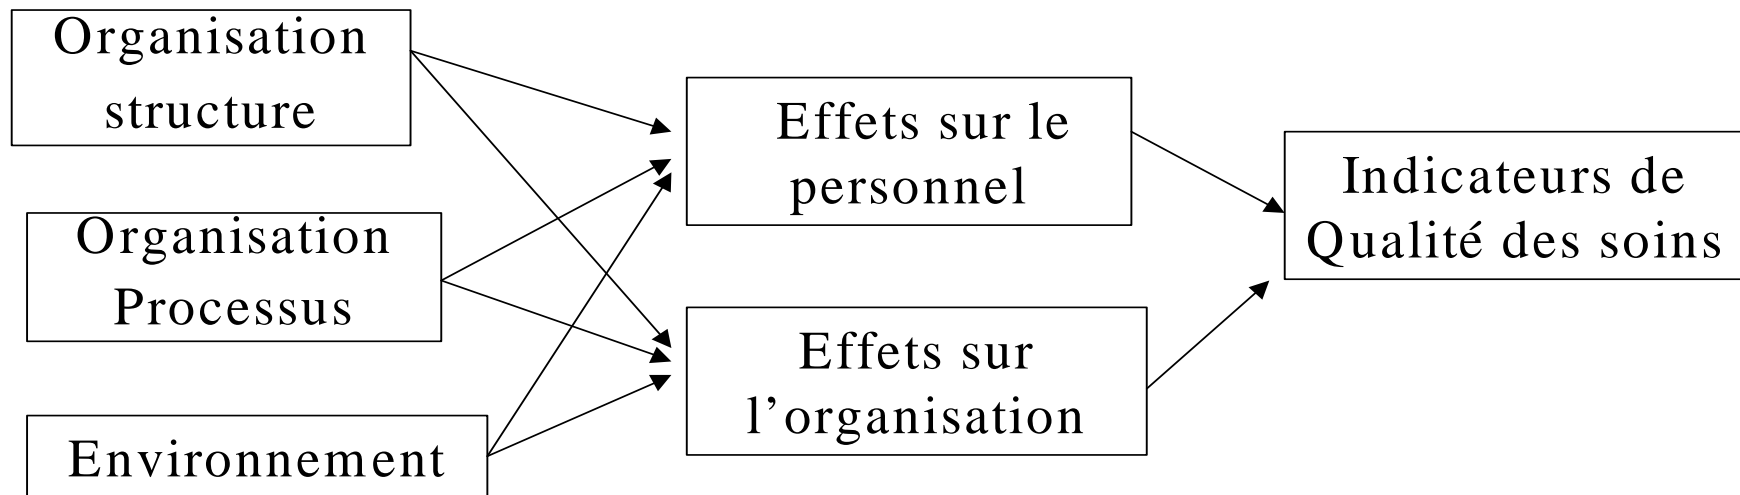 Organisation
structure
Organisation
Processus
Environnement
Effets sur le
personnel
Effets sur
l’organisation
Indicateurs de
Qualité des soins